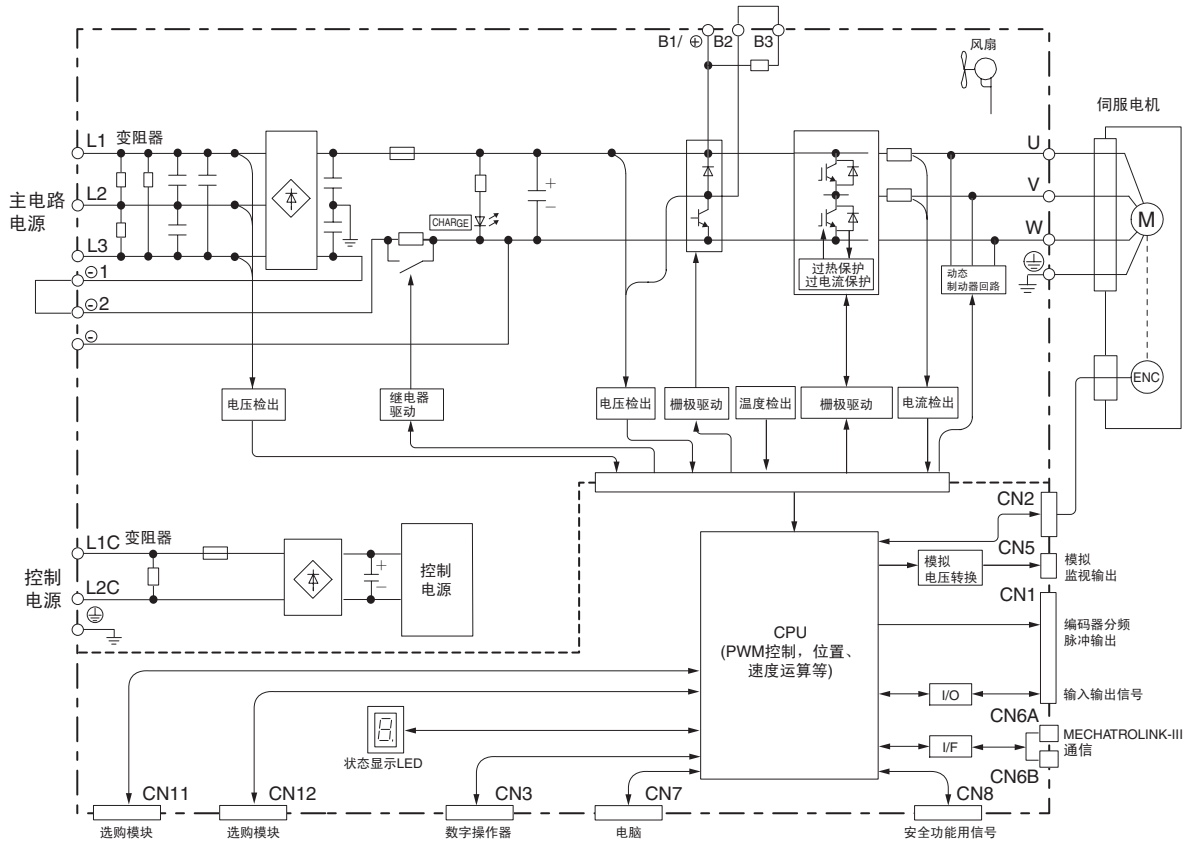 B1/ ⊕ B2 B3
风扇
伺服电机
L1 变阻器
U
主电路
电源
L2
V
M
CHARGE
+
−
L3
W
⊖ 1
过热保护
过电流保护
动态
制动器回路
⊖ 2
⊖
ENC
电压检出
继电器
驱动
电压检出
栅极驱动
温度检出
栅极驱动
电流检出
CN2
L1C 变阻器
CN5
控制
电源
+
−
控制
电源
模拟
电压转换
模拟
监视输出
L2C
CN1
CPU
(PWM控制，位置、
速度运算等)
编码器分频
脉冲输出
I/O
输入输出信号
CN6A
8.
I/F
MECHATROLINK-III
通信
状态显示LED
CN6B
CN11
CN12
CN3
CN7
CN8
选购模块
选购模块
数字操作器
电脑
安全功能用信号